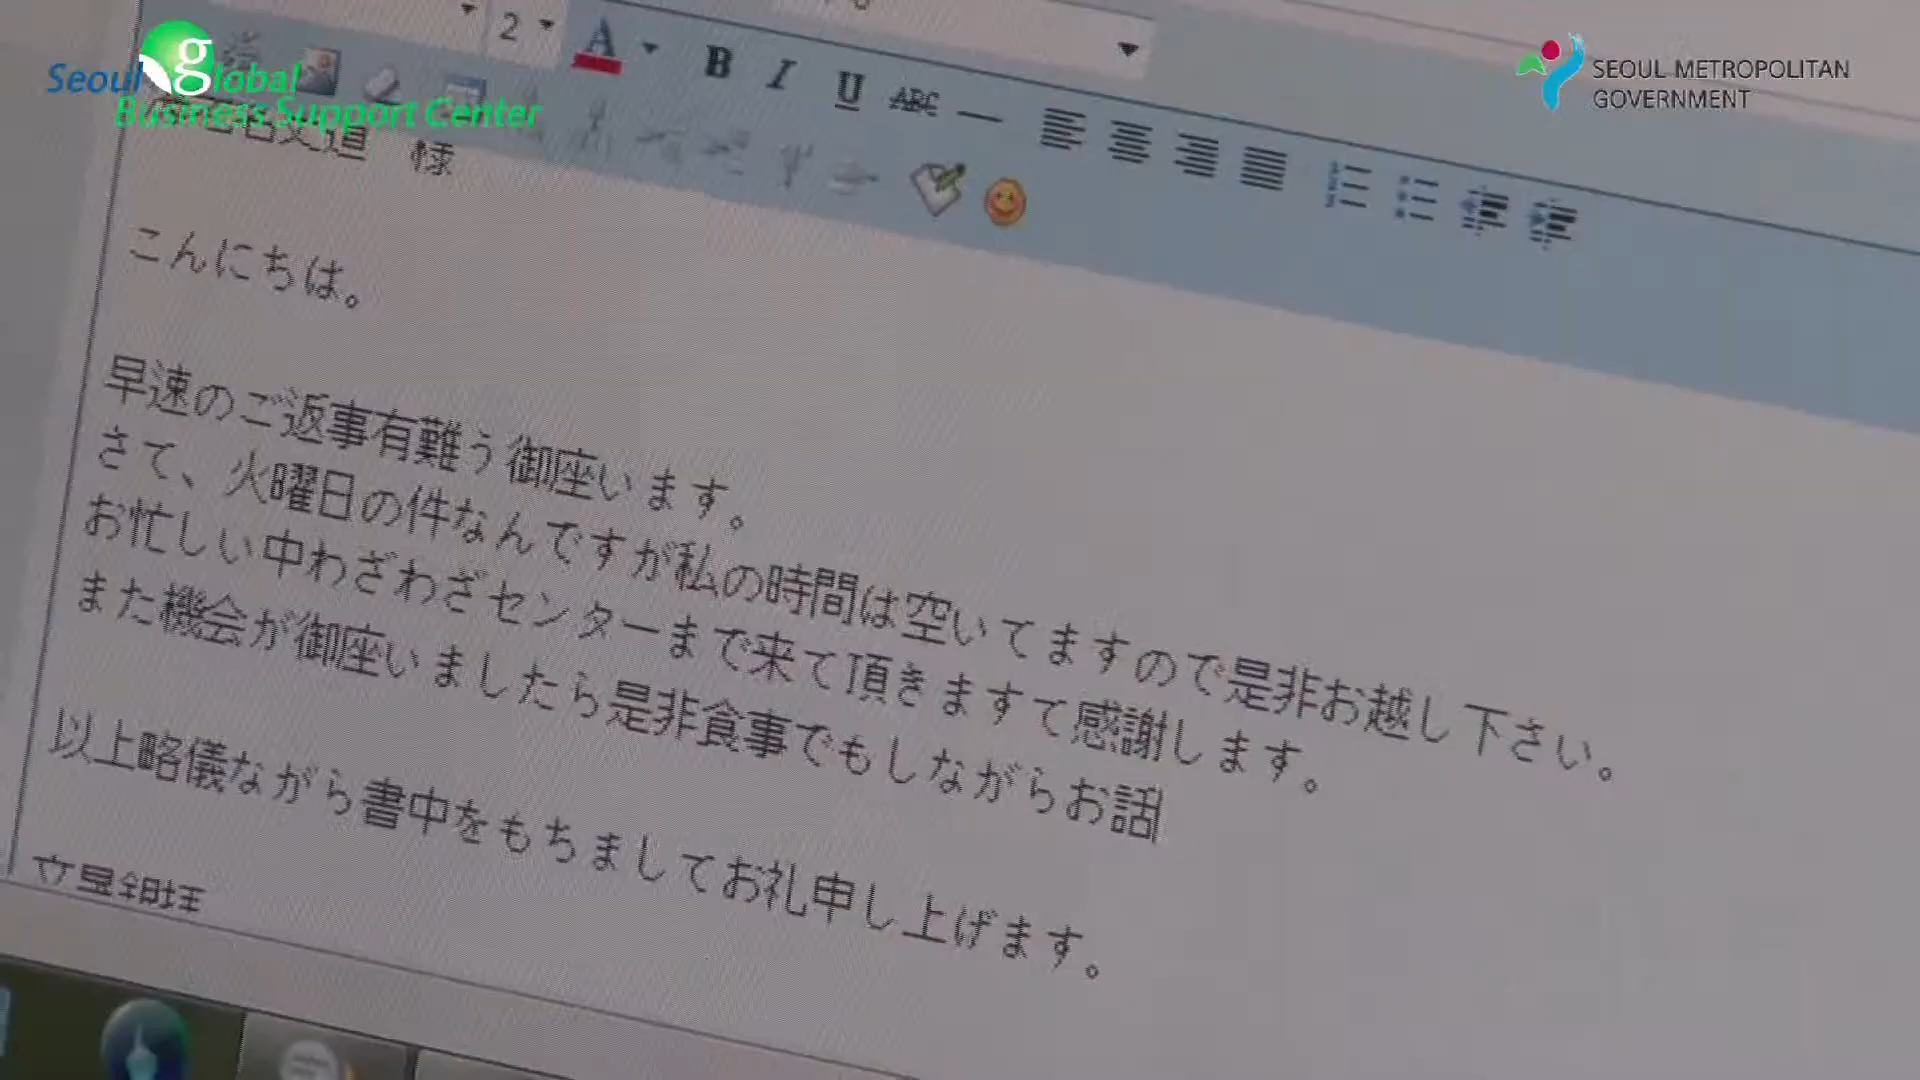 Seoul global
Business Support Center
SEOUL METROPOLITAN
GOVERNMENT
2
A B I U ABC
様
こんにちは。
早速のご返事有難う御座います。
さて、火曜日の件なんですが私の時間は空いてますので是非お越し下さい。
お忙しい中わざわざセンターまで来て頂きますて感謝します。
また機会が御座いましたら是非食事でもしながらお話
以上略儀ながら書中をもちましてお礼申し上げます。